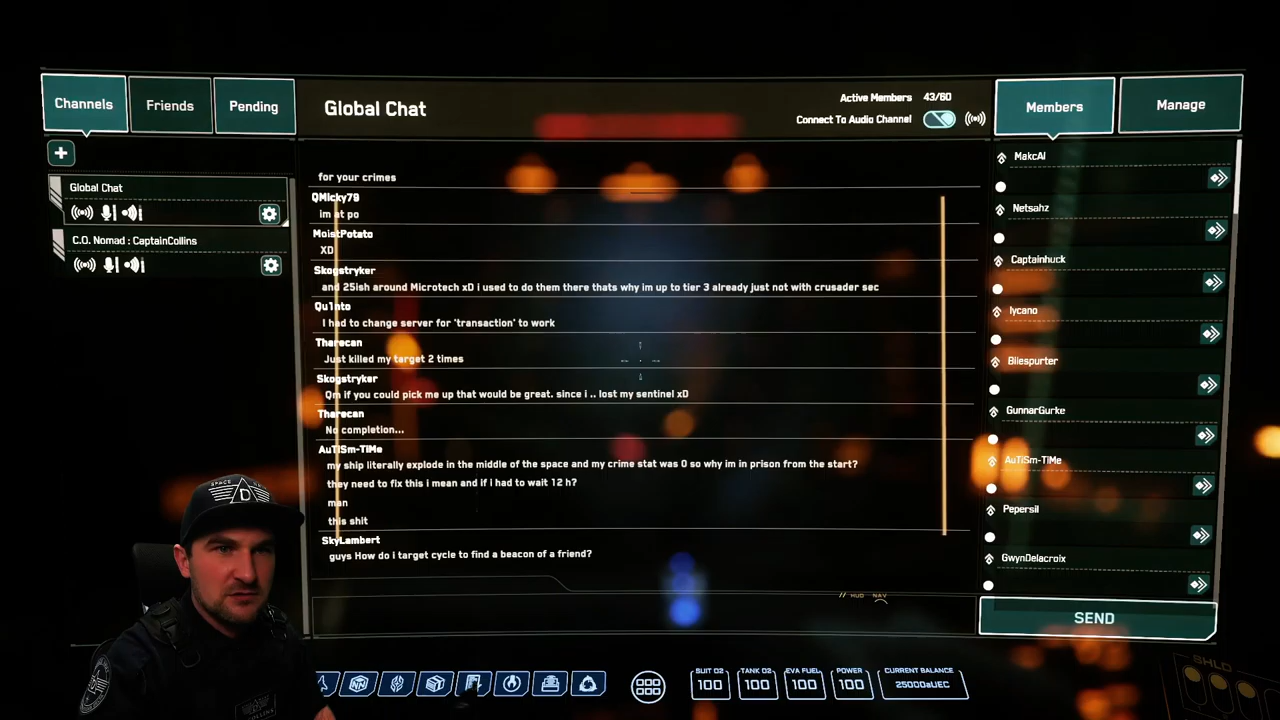 Channels
Friends
Pending
Global Chat
Active Members 43/60
Connect To Audio Channel
Members
Manage
+
Global Chat
C.O. Nomad : CaptainCollins
for your crimes
QMicky79
im at po
MoistPotato
XD
Skogstryker
and 25ish around Microtech xD i used to do them there thats why im up to tier 3 already just not with crusader sec
Qu1nto
I had to change server for 'transaction' to work
Tharecan
Just killed my target 2 times
Skogstryker
Qm if you could pick me up that would be great. since i .. lost my sentinel xD
Tharecan
No completion...
AuTiSm-TiMe
my ship literally explode in the middle of the space and my crime stat was 0 so why im in prison from the start?
they need to fix this i mean and if i had to wait 12 h?
man
this shit
SkyLambert
guys How do i target cycle to find a beacon of a friend?
MakcAl
Netsahz
Captainhuck
lycano
Bilespurter
GunnarGurke
AuTiSm-TiMe
Pepersil
GwynDelacroix
SEND
// HUD NAV
SUIT O2
100
TANK O2
100
EVA FUEL
100
POWER
100
CURRENT BALANCE
25000aUEC
SHLD
SPACE
D